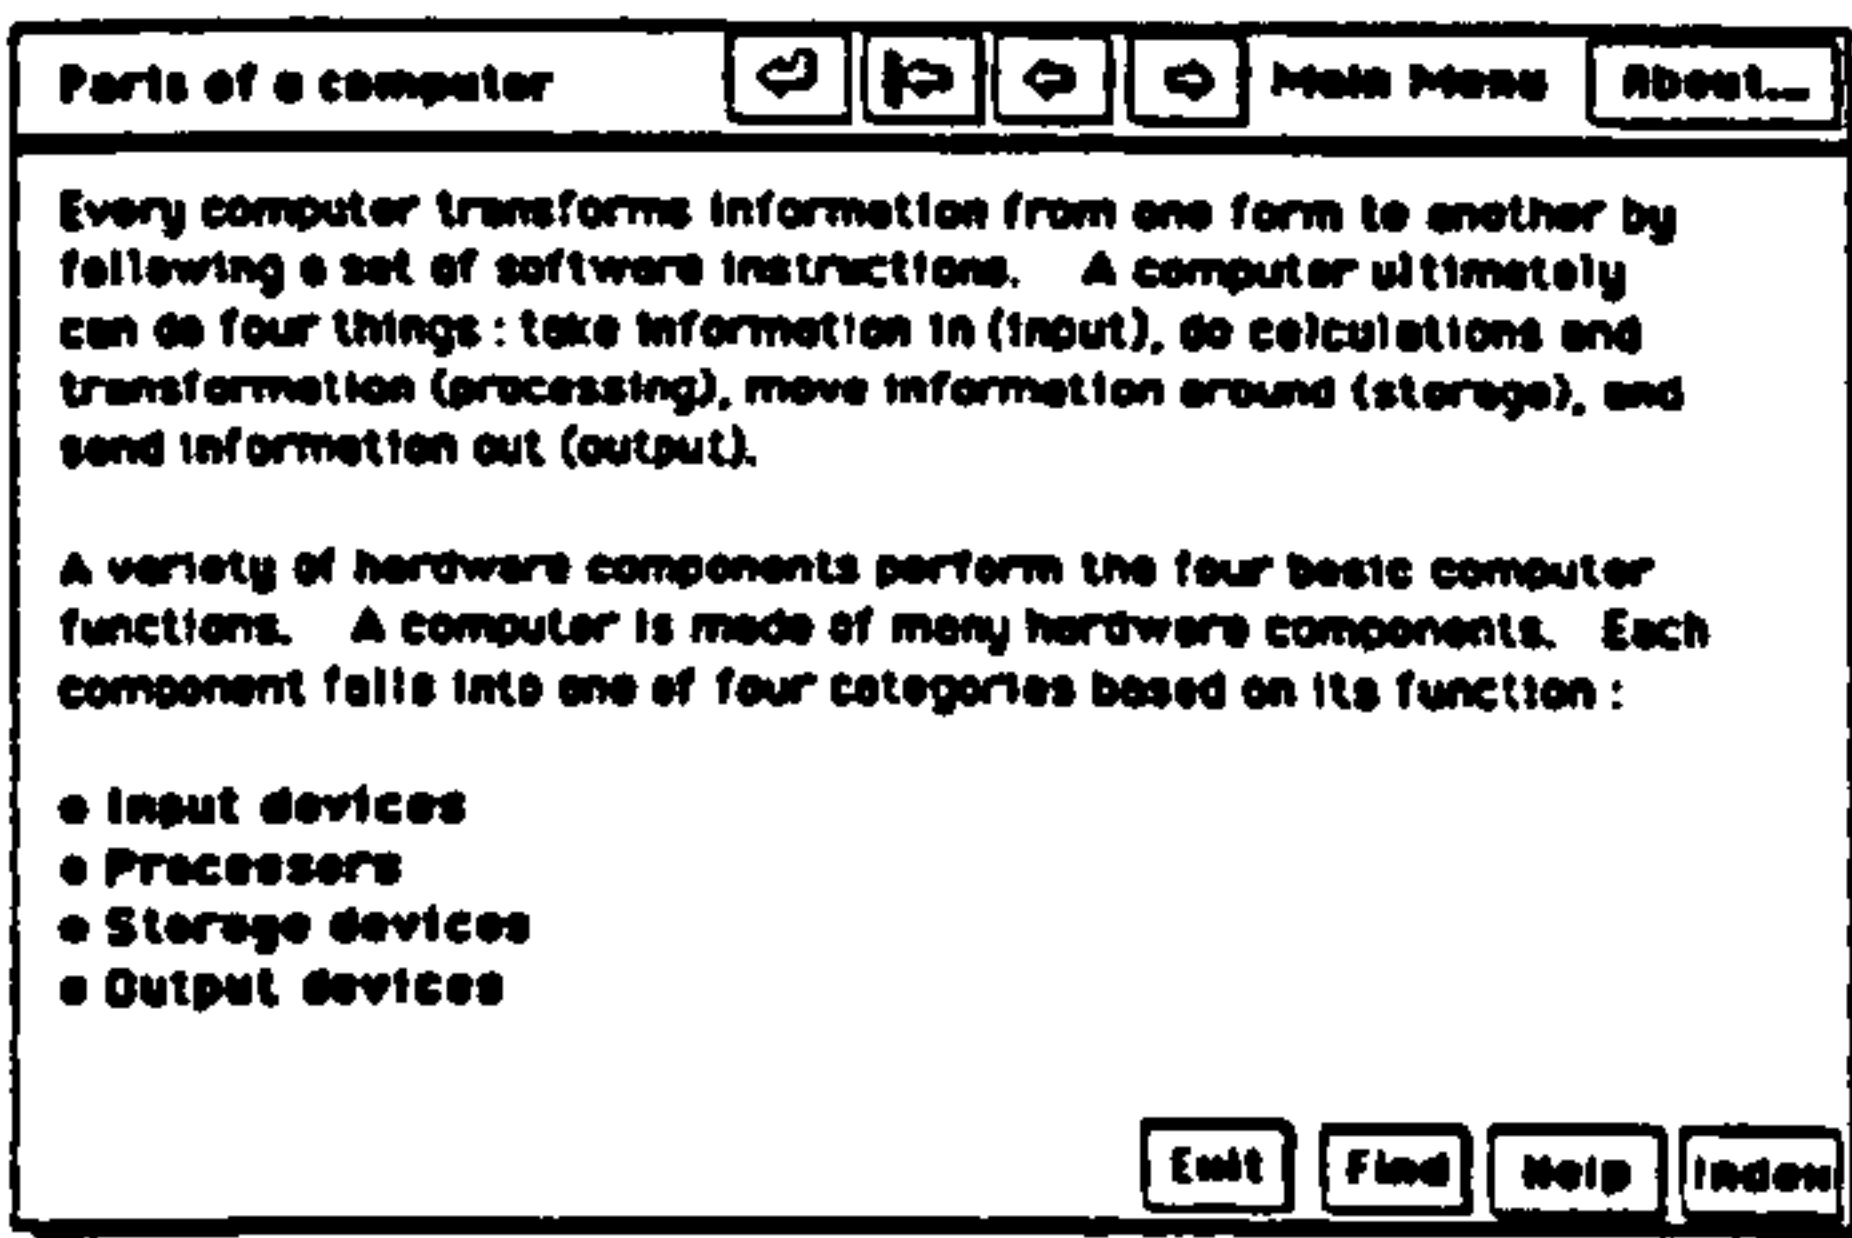 Parts of a computer Main Menu About...
Every computer transforms information from one form to another by
following a set of software instructions. A computer ultimately
can do four things : take information in (input), do calculations and
transformation (processing), move information around (storage), and
send information out (output).
A variety of hardware components perform the four basic computer
functions. A computer is made of many hardware components. Each
component falls into one of four categories based on its function :
• Input devices
• Processors
• Storage devices
• Output devices
Exit Find Help Index